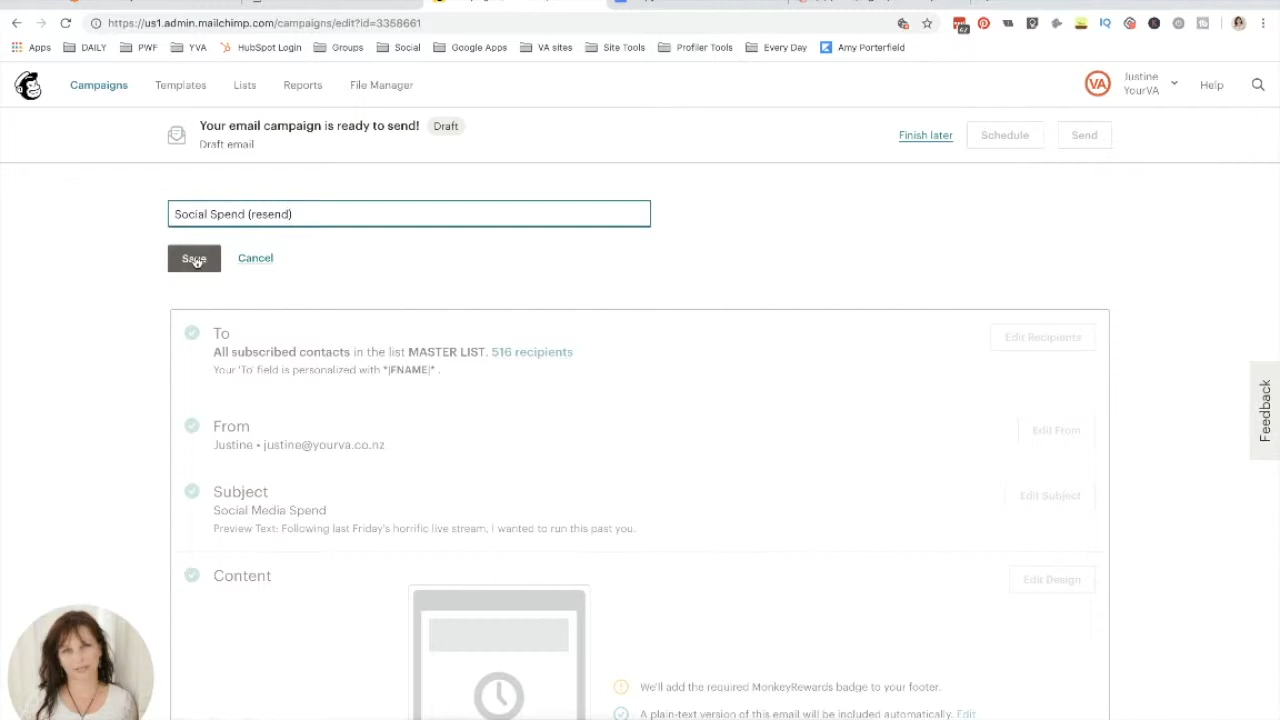 https://us1.admin.mailchimp.com/campaigns/edit?id=3358661
Apps DAILY PWF YVA HubSpot Login Groups Social Google Apps VA sites Site Tools Profiler Tools Every Day Amy Porterfield
Campaigns Templates Lists Reports File Manager
VA
Justine
YourVA
Help
Your email campaign is ready to send! Draft
Draft email
Finish later Schedule Send
Social Spend (resend)
Save Cancel
To
All subscribed contacts in the list MASTER LIST. 516 recipients
Your 'To' field is personalized with *|FNAME|* .
Edit Recipients
From
Justine • justine@yourva.co.nz
Edit From
Subject
Social Media Spend
Preview Text: Following last Friday's horrific live stream, I wanted to run this past you.
Edit Subject
Content
Edit Design
We'll add the required MonkeyRewards badge to your footer.
A plain-text version of this email will be included automatically. Edit
Feedback